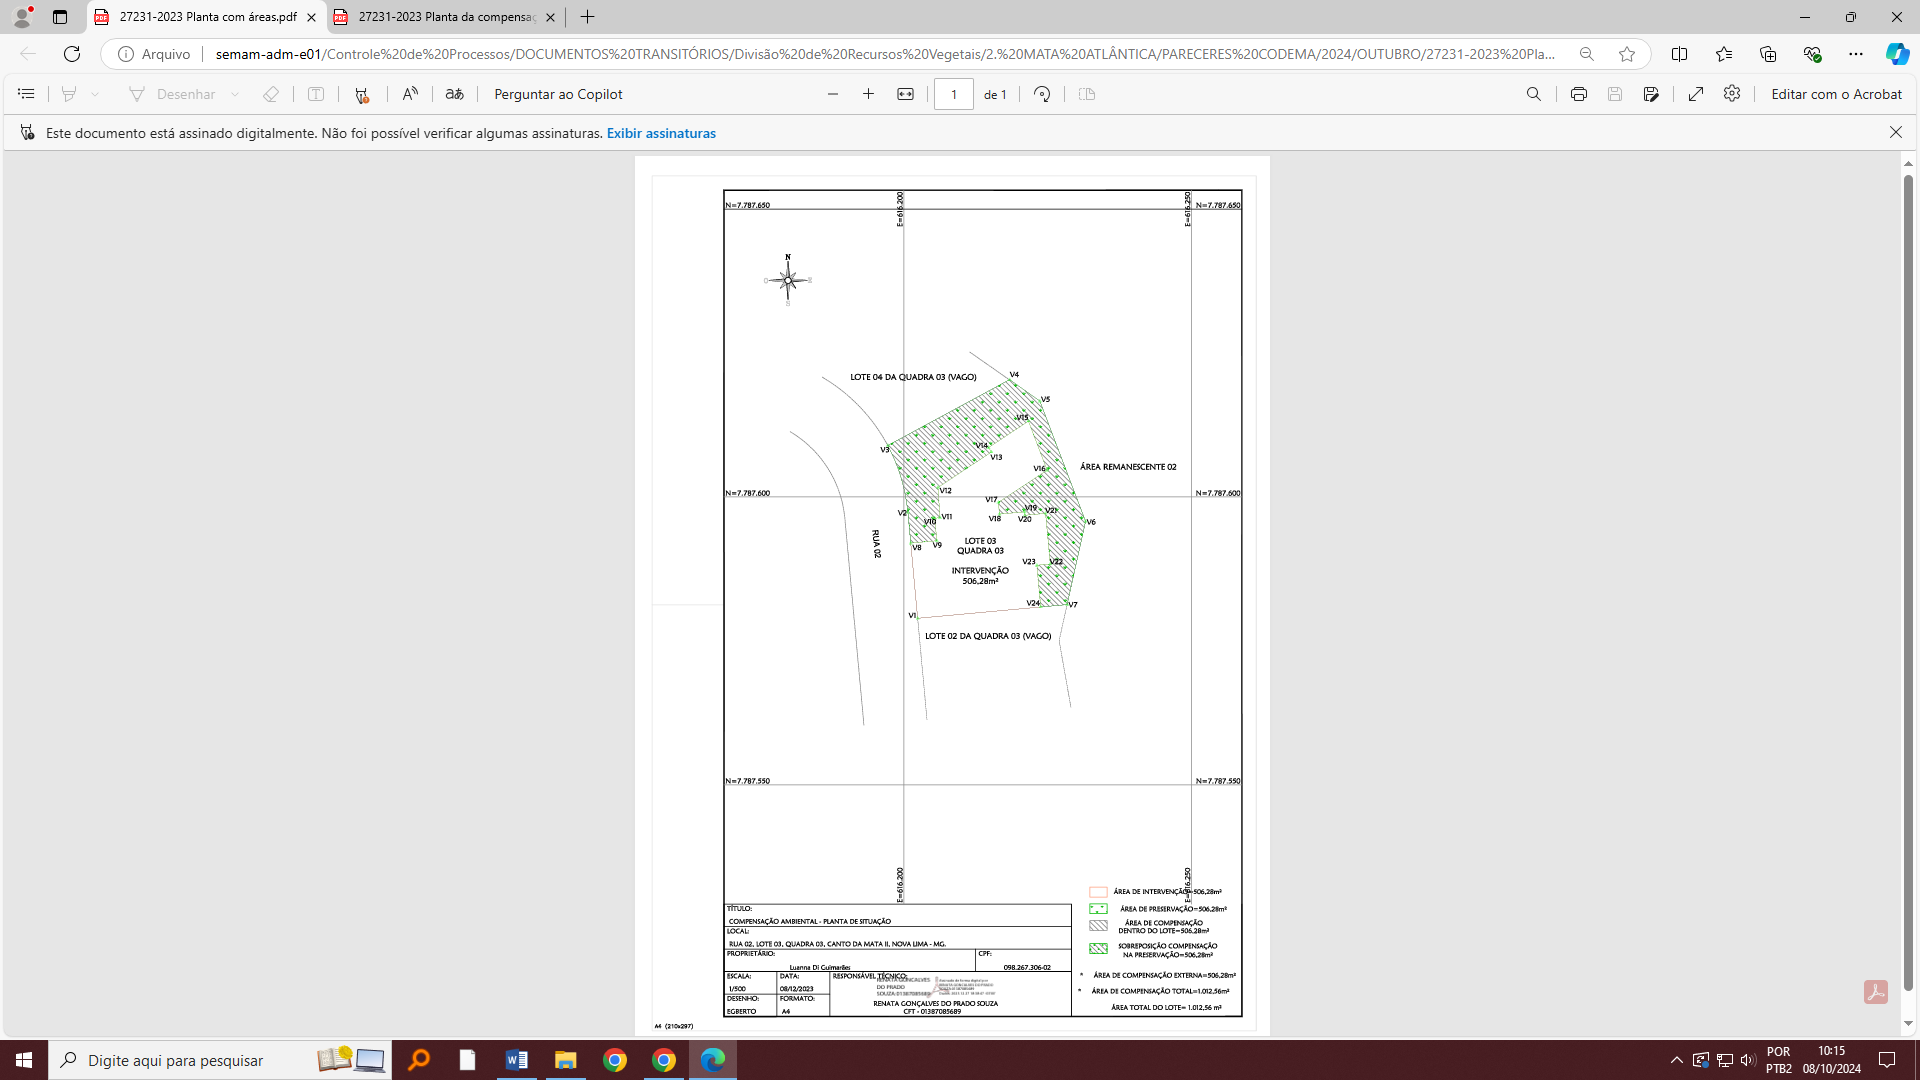 27231-2023 Planta com áreas.pdf
27231-2023 Planta da compensaç
Arquivo
semam-adm-e01/Controle%20de%20Processos/DOCUMENTOS%20TRANSITÓRIOS/Divisão%20de%20Recursos%20Vegetais/2.%20MATA%20ATLÂNTICA/PARECERES%20CODEMA/2024/OUTUBRO/27231-2023%20Pla...
Desenhar
Perguntar ao Copilot
1
de 1
Editar com o Acrobat
Este documento está assinado digitalmente. Não foi possível verificar algumas assinaturas. Exibir assinaturas
E=616.200
E=616.250
N=7.787.650
N=7.787.650
N
LOTE 04 DA QUADRA 03 (VAGO)
V4
V5
V15
V3
V14
V13
V16
ÁREA REMANESCENTE 02
N=7.787.600
V12
N=7.787.600
V17
V2
V11
V10
V18
V19
V20
V21
V6
RUA 02
V8
V9
LOTE 03
QUADRA 03
V23
V22
INTERVENÇÃO
506,28m²
V24
V7
V1
LOTE 02 DA QUADRA 03 (VAGO)
N=7.787.550
N=7.787.550
E=616.200
E=616.250
ÁREA DE INTERVENÇÃO=506,28m²
ÁREA DE PRESERVAÇÃO=506,28m²
ÁREA DE COMPENSAÇÃO
DENTRO DO LOTE=506,28m²
SOBREPOSIÇÃO COMPENSAÇÃO
NA PRESERVAÇÃO=506,28m²
* ÁREA DE COMPENSAÇÃO EXTERNA=506,28m²
* ÁREA DE COMPENSAÇÃO TOTAL=1.012,56m²
ÁREA TOTAL DO LOTE= 1.012,56 m²
TÍTULO:
COMPENSAÇÃO AMBIENTAL - PLANTA DE SITUAÇÃO
LOCAL:
RUA 02, LOTE 03, QUADRA 03, CANTO DA MATA II, NOVA LIMA - MG.
PROPRIETÁRIO:
Luanna Di Guimarães
CPF:
098.267.306-02
ESCALA:
1/500
DATA:
08/12/2023
RESPONSÁVEL TÉCNICO:
RENATA GONCALVES
DO PRADO
SOUZA:01387085689
DESENHO:
EGBERTO
FORMATO:
A4
RENATA GONÇALVES DO PRADO SOUZA
CFT - 01387085689
A4 (210x297)
Digite aqui para pesquisar
POR
PTB2
10:15
08/10/2024